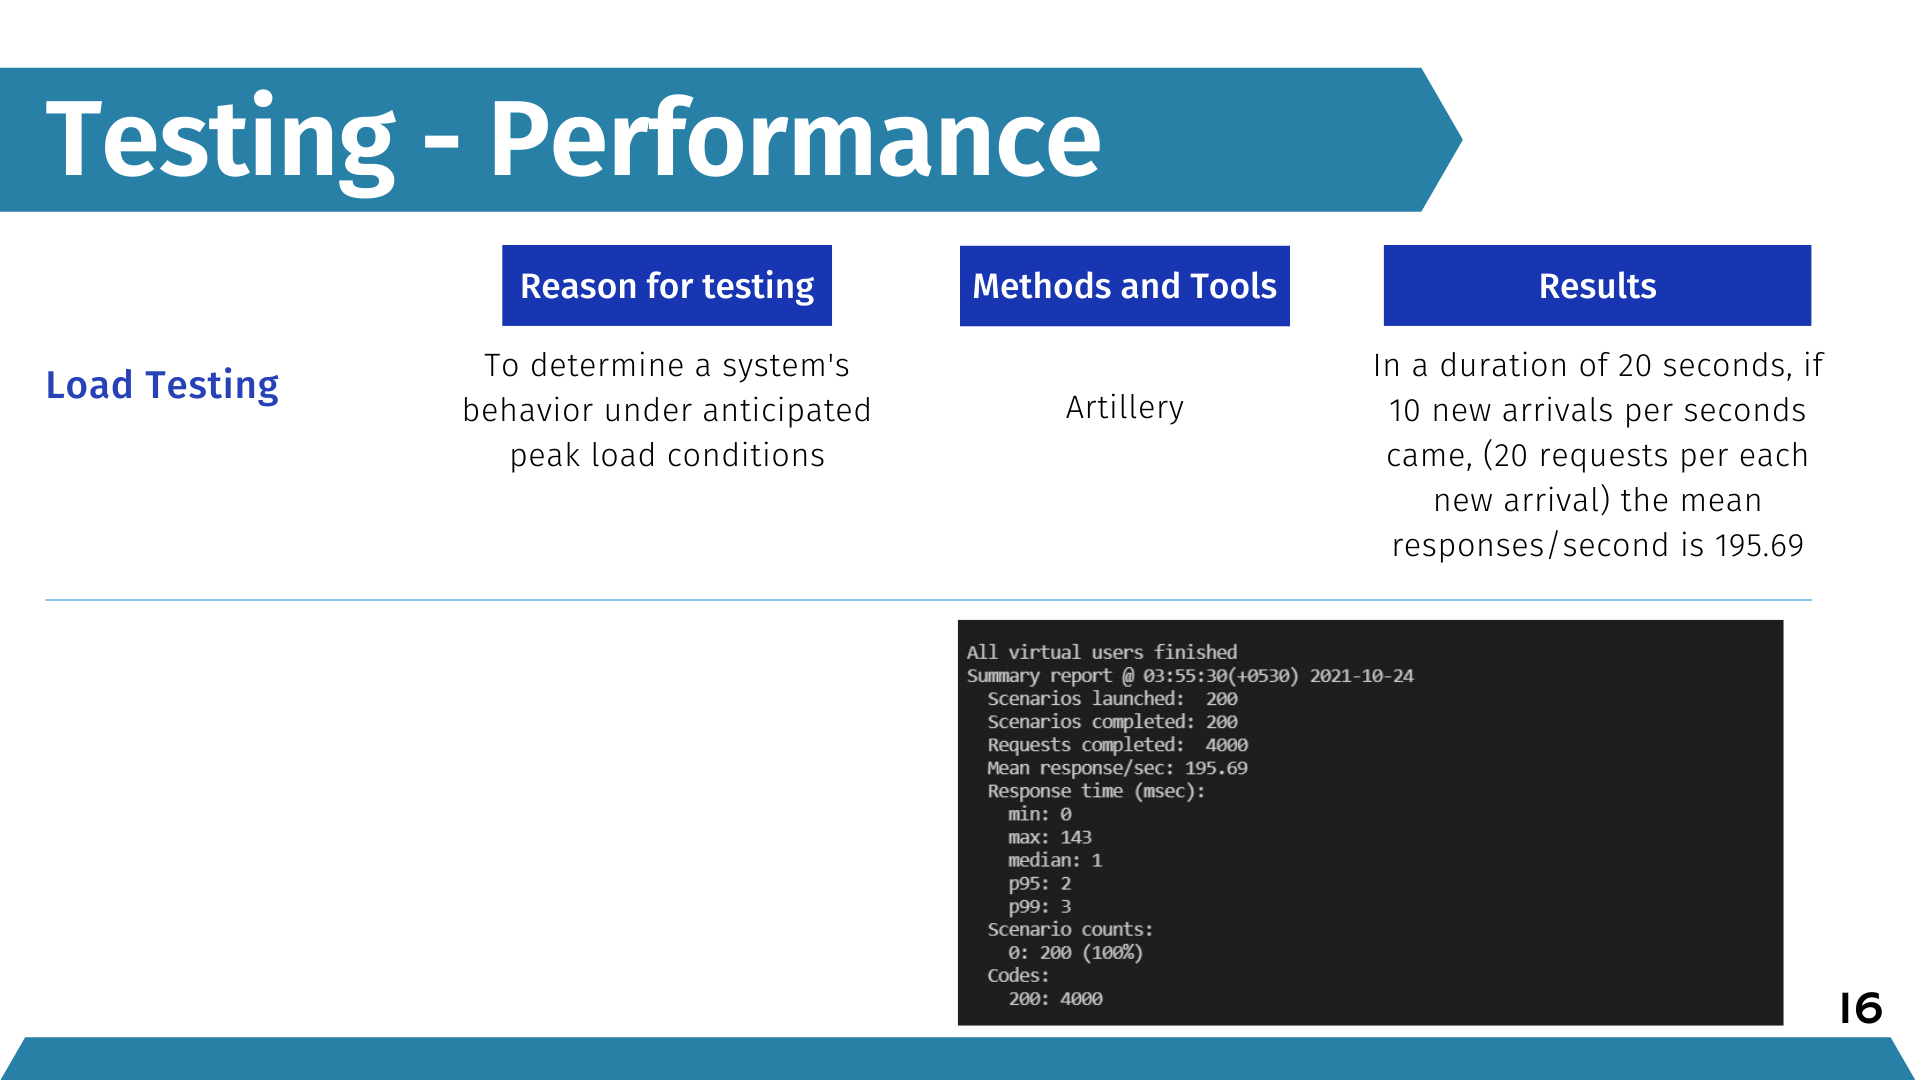 Testing - Performance
Reason for testing
Methods and Tools
Results
Load Testing
To determine a system's
behavior under anticipated
peak load conditions
Artillery
In a duration of 20 seconds, if
10 new arrivals per seconds
came, (20 requests per each
new arrival) the mean
responses/second is 195.69
All virtual users finished
Summary report @ 03:55:30(+0530) 2021-10-24
Scenarios launched: 200
Scenarios completed: 200
Requests completed: 4000
Mean response/sec: 195.69
Response time (msec):
min: 0
max: 143
median: 1
p95: 2
p99: 3
Scenario counts:
0: 200 (100%)
Codes:
200: 4000
16